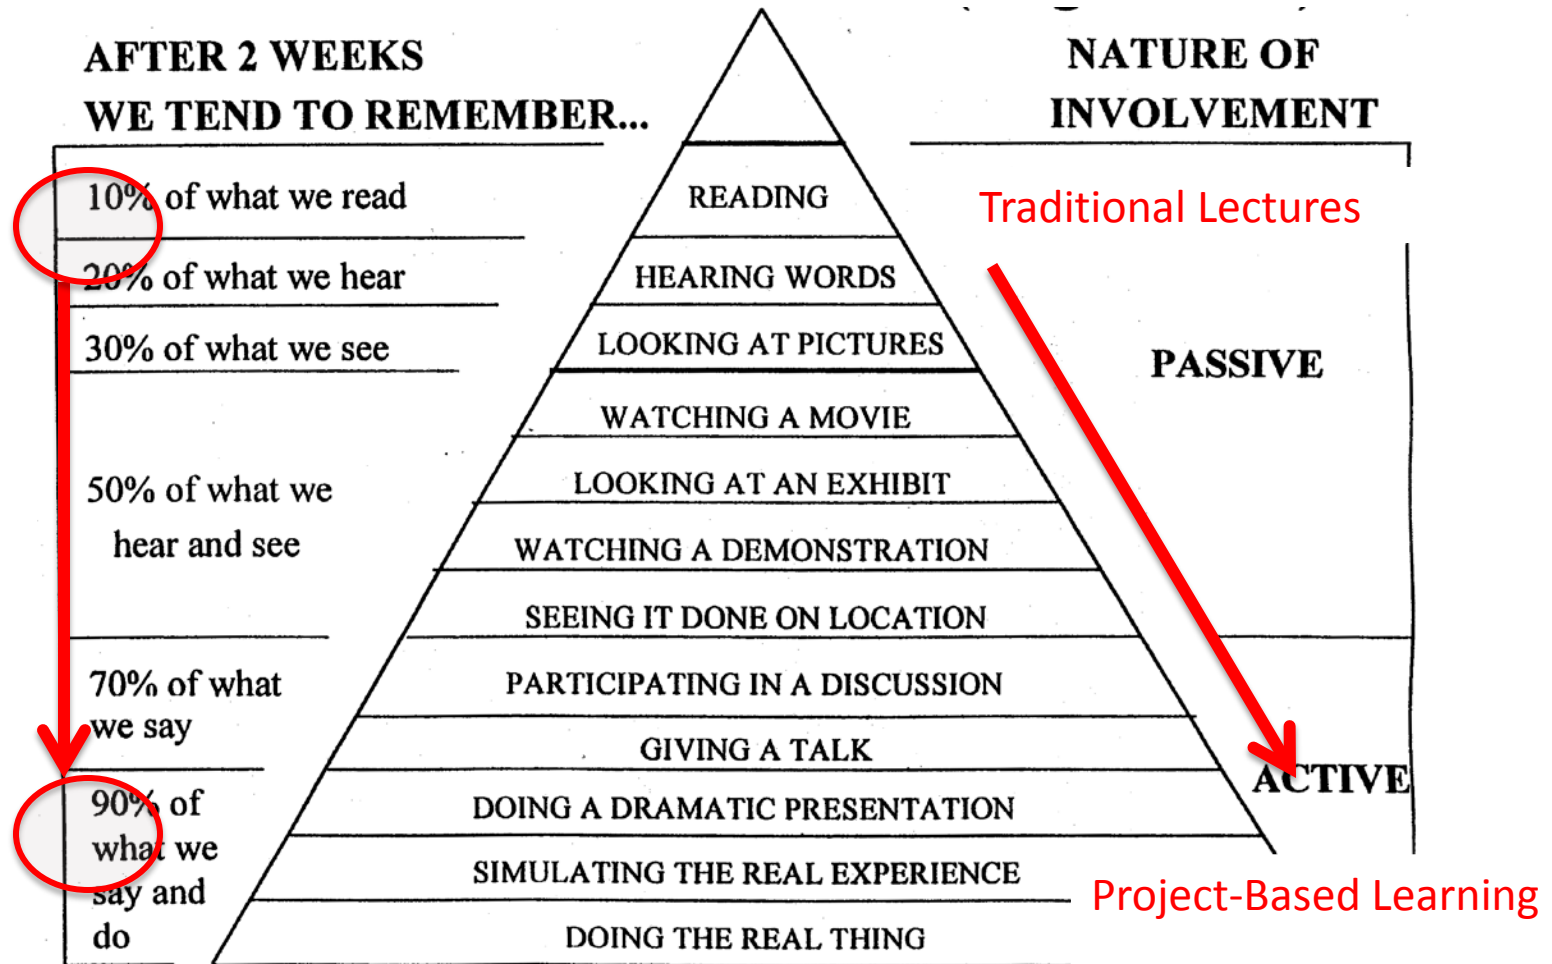 AFTER 2 WEEKS
WE TEND TO REMEMBER...
NATURE OF
INVOLVEMENT
10% of what we read
READING
Traditional Lectures
20% of what we hear
HEARING WORDS
30% of what we see
LOOKING AT PICTURES
PASSIVE
WATCHING A MOVIE
50% of what we
hear and see
LOOKING AT AN EXHIBIT
WATCHING A DEMONSTRATION
SEEING IT DONE ON LOCATION
70% of what
we say
PARTICIPATING IN A DISCUSSION
GIVING A TALK
ACTIVE
90% of
what we
say and
do
DOING A DRAMATIC PRESENTATION
SIMULATING THE REAL EXPERIENCE
Project-Based Learning
DOING THE REAL THING